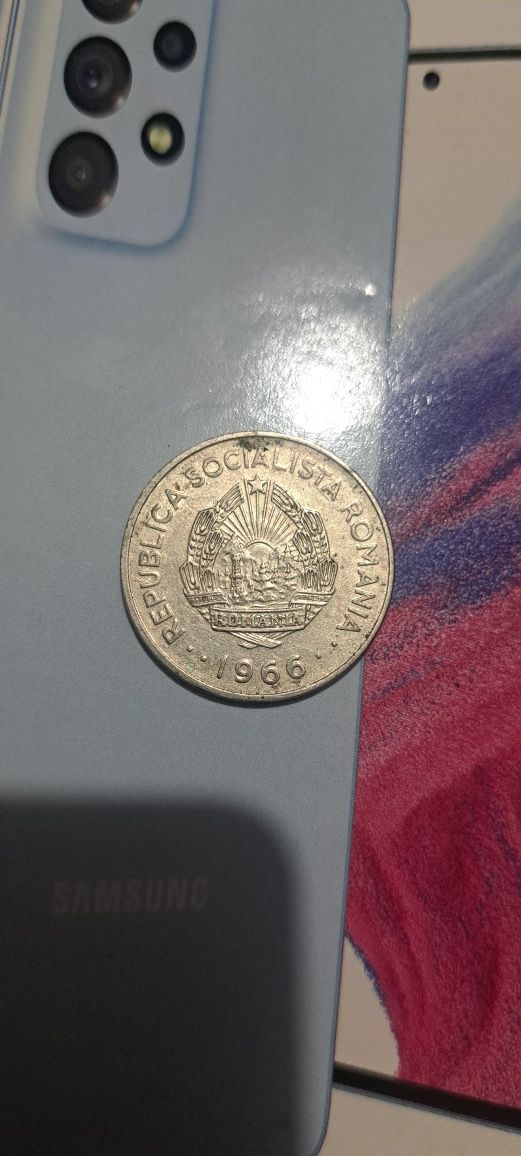 REPUBLICA SOCIALISTA ROMANIA
ROMANIA
1966
SAMSUNG